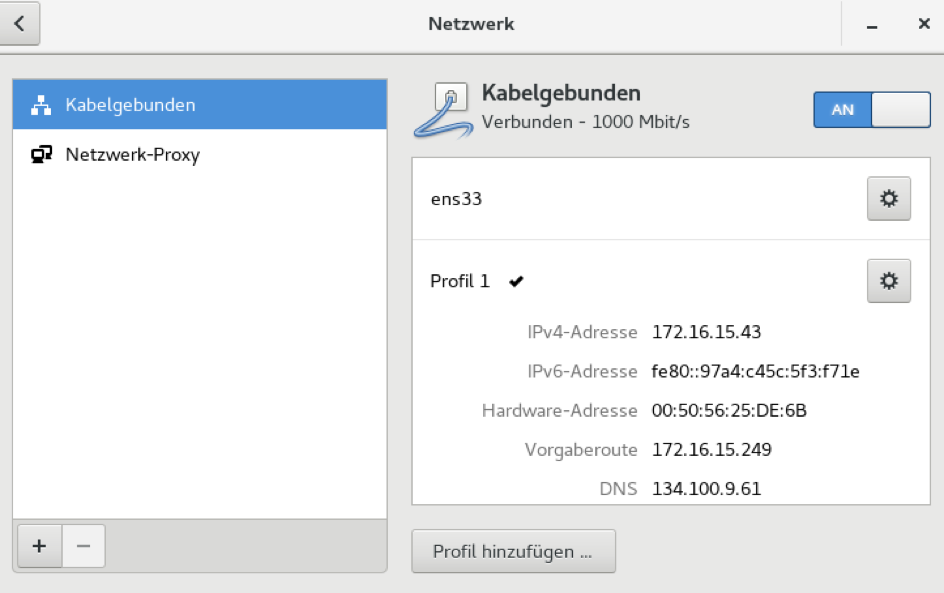 Netzwerk
Kabelgebunden
Netzwerk-Proxy
Kabelgebunden
Verbunden - 1000 Mbit/s
AN
ens33
Profil 1
IPv4-Adresse 172.16.15.43
IPv6-Adresse fe80::97a4:c45c:5f3:f71e
Hardware-Adresse 00:50:56:25:DE:6B
Vorgaberoute 172.16.15.249
DNS 134.100.9.61
Profil hinzufügen ...